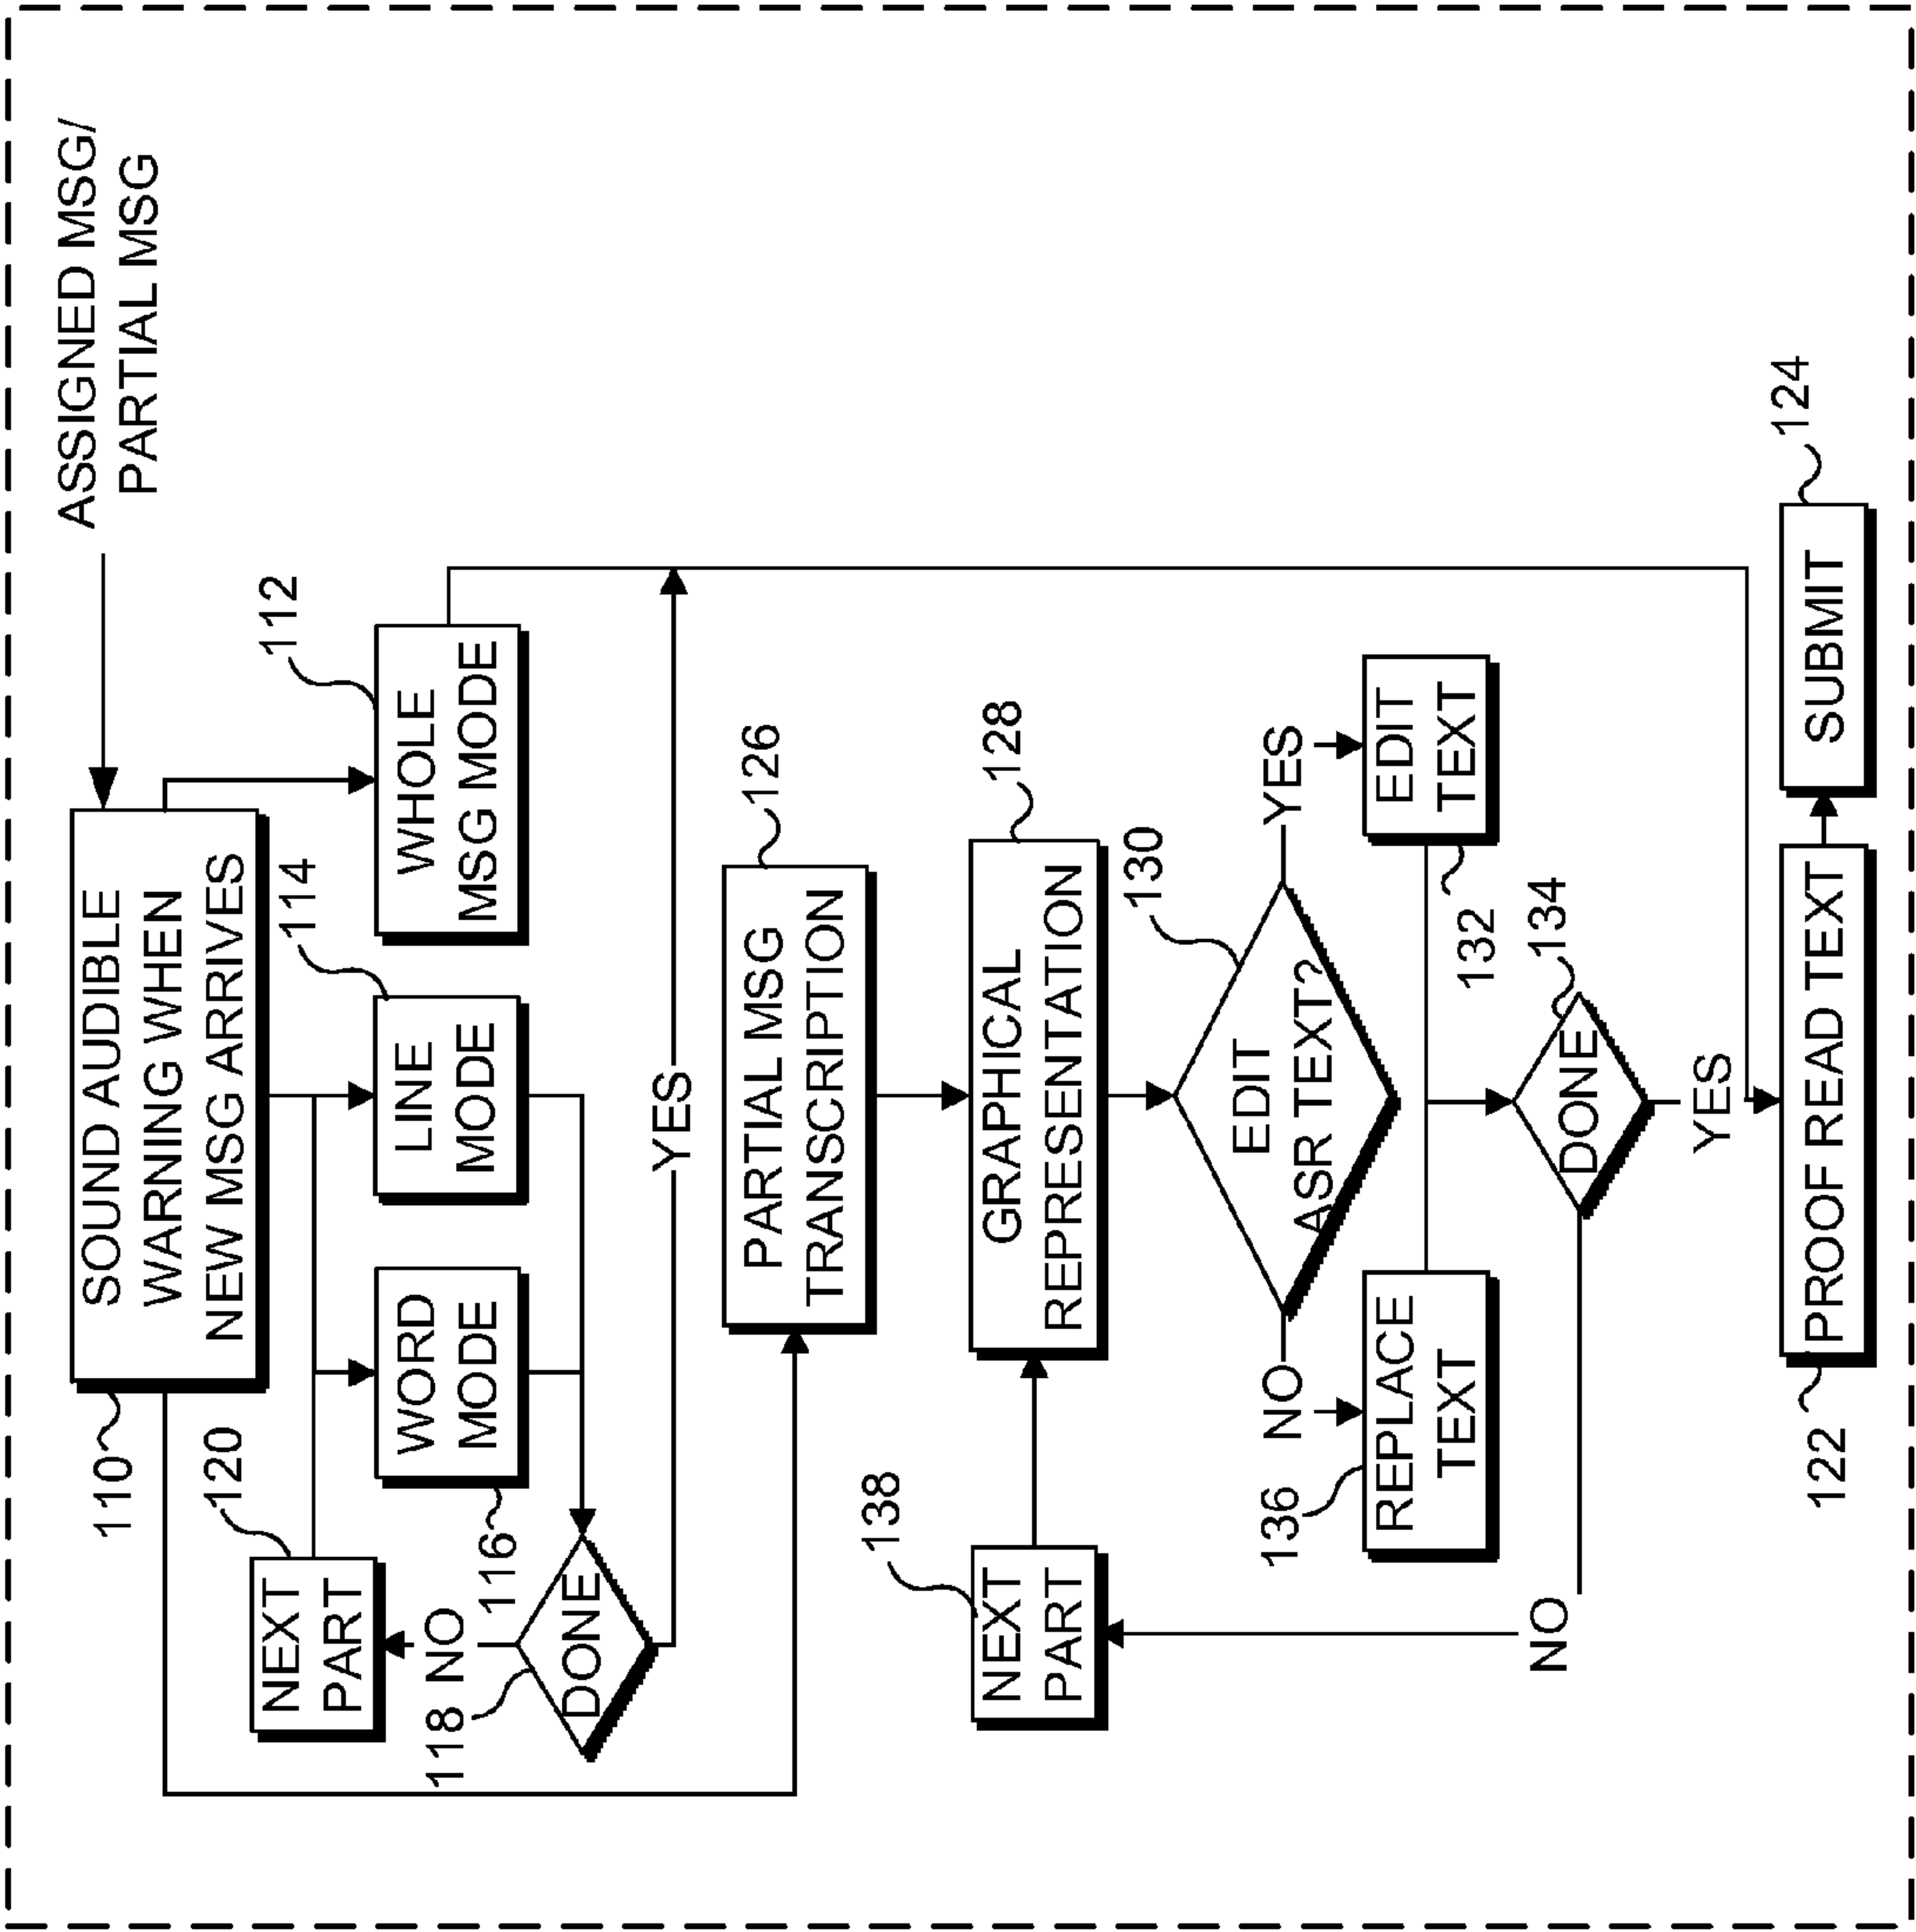 ASSIGNED MSG/
PARTIAL MSG
SOUND AUDIBLE
WARNING WHEN
NEW MSG ARRIVES
110
120
NEXT
PART
114
112
WORD
MODE
LINE
MODE
WHOLE
MSG MODE
118
NO
116
DONE
YES
126
PARTIAL MSG
TRANSCRIPTION
138
NEXT
PART
128
GRAPHICAL
REPRESENTATION
130
EDIT
ASR TEXT?
NO
YES
136
REPLACE
TEXT
EDIT
TEXT
132
134
DONE
NO
YES
122
PROOF READ TEXT
SUBMIT
124